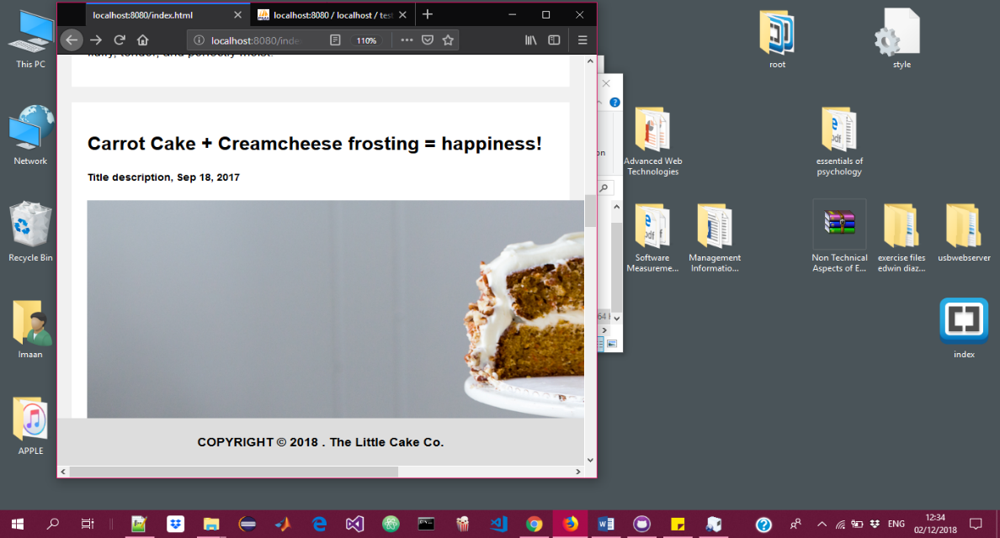 localhost:8080/index.html
localhost:8080 / localhost / test
localhost:8080/inde
110%
fluffy, tender, and perfectly moist.
Carrot Cake + Creamcheese frosting = happiness!
Title description, Sep 18, 2017
COPYRIGHT © 2018 . The Little Cake Co.
on
64 K
This PC
Network
Recycle Bin
Imaan
APPLE
root
style
Advanced Web
Technologies
essentials of
psychology
Software
Measureme...
Management
Informatio...
Non Technical
Aspects of E...
exercise files
edwin diaz...
usbwebserver
index
ENG
12:34
02/12/2018